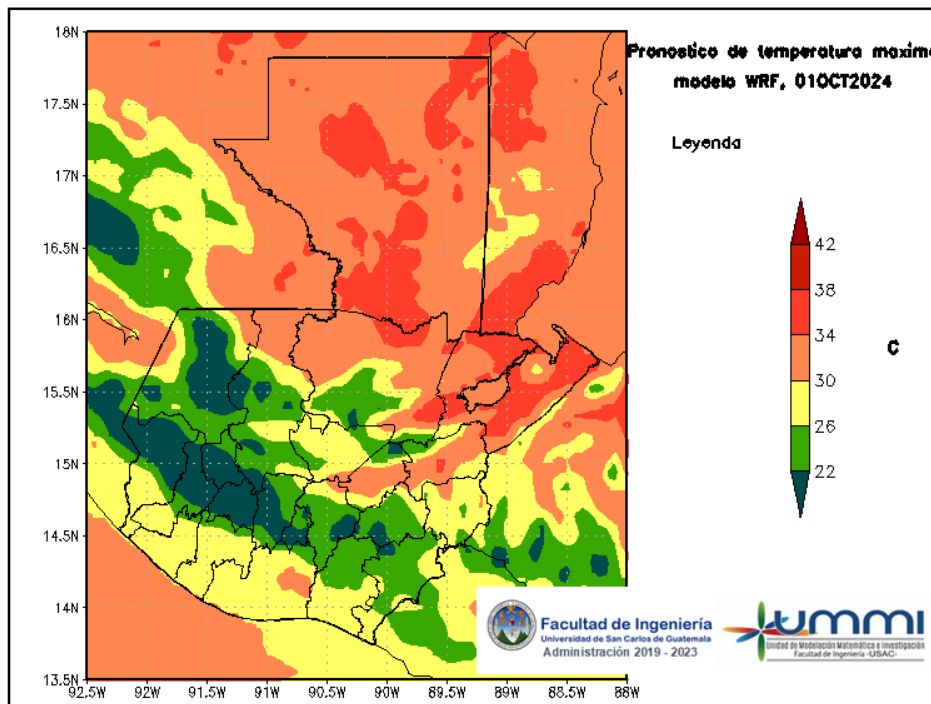 Pronostico de temperatura maxim
modelo WRF, 01OCT2024
Leyenda
42
38
34
30
26
22
C
18N
17.5N
17N
16.5N
16N
15.5N
15N
14.5N
14N
13.5N
92.5W 92W 91.5W 91W 90.5W 90W 89.5W 89W 88.5W 88W
Facultad de Ingeniería
Universidad de San Carlos de Guatemala
Administración 2019 - 2023
ummi
Unidad de Modelación Matemática e Investigación
Facultad de Ingeniería -USAC-